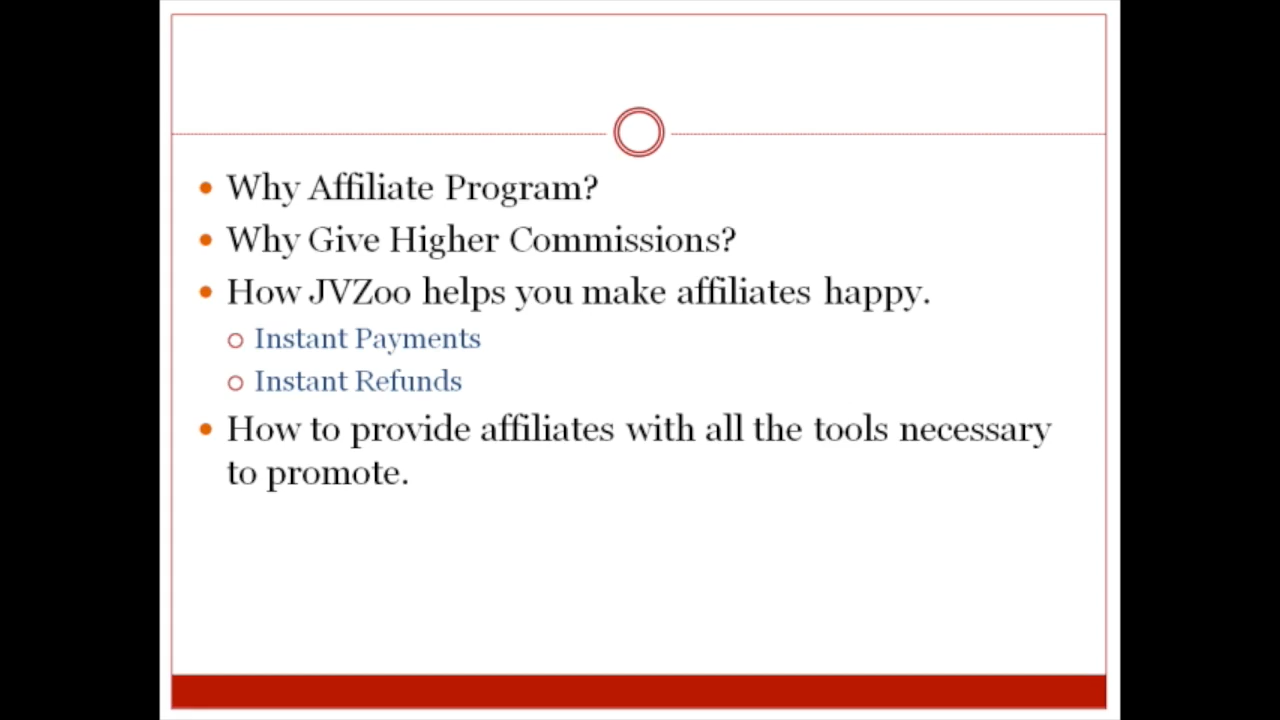 Why Affiliate Program?
Why Give Higher Commissions?
How JVZoo helps you make affiliates happy.
Instant Payments
Instant Refunds
How to provide affiliates with all the tools necessary
to promote.